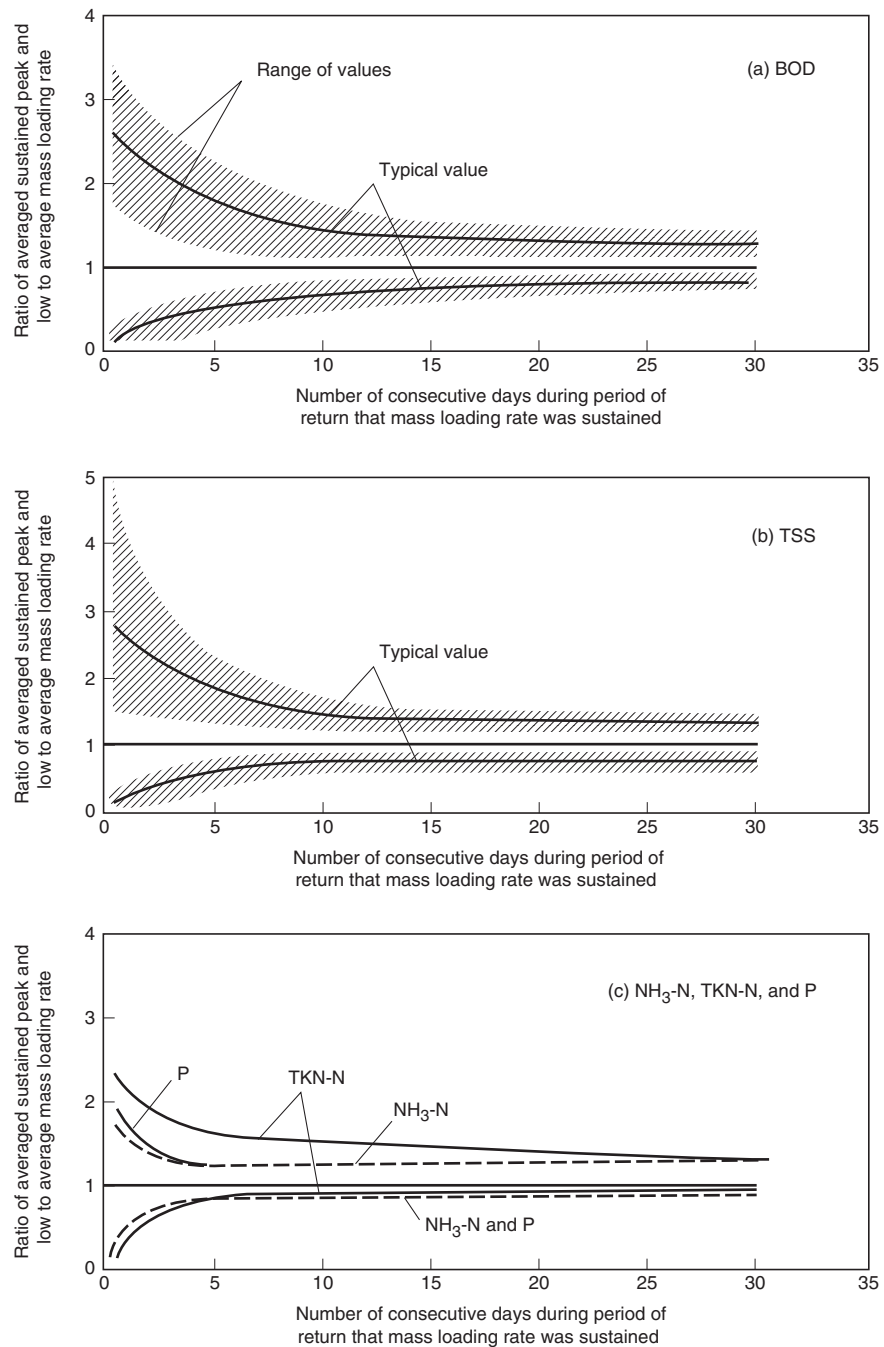 Ratio of averaged sustained peak and
low to average mass loading rate
4
3
2
1
0
Range of values
Typical value
(a) BOD
0 5 10 15 20 25 30 35
Number of consecutive days during period of
return that mass loading rate was sustained
Ratio of averaged sustained peak and
low to average mass loading rate
5
4
3
2
1
0
Typical value
(b) TSS
0 5 10 15 20 25 30 35
Number of consecutive days during period of
return that mass loading rate was sustained
Ratio of averaged sustained peak and
low to average mass loading rate
4
3
2
1
0
(c) NH₃-N, TKN-N, and P
P
TKN-N
NH₃-N
NH₃-N and P
0 5 10 15 20 25 30 35
Number of consecutive days during period of
return that mass loading rate was sustained